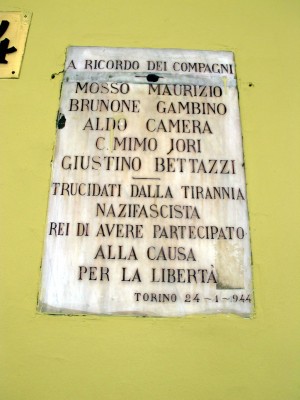 4
A RICORDO DEI COMPAGNI
MOSSO MAURIZIO
BRUNONE GAMBINO
ALDO CAMERA
C. MIMO JORI
GIUSTINO BETTAZZI
TRUCIDATI DALLA TIRANNIA
NAZIFASCISTA
REI DI AVERE PARTECIPATO
ALLA CAUSA
PER LA LIBERTÀ
TORINO 24-1-944